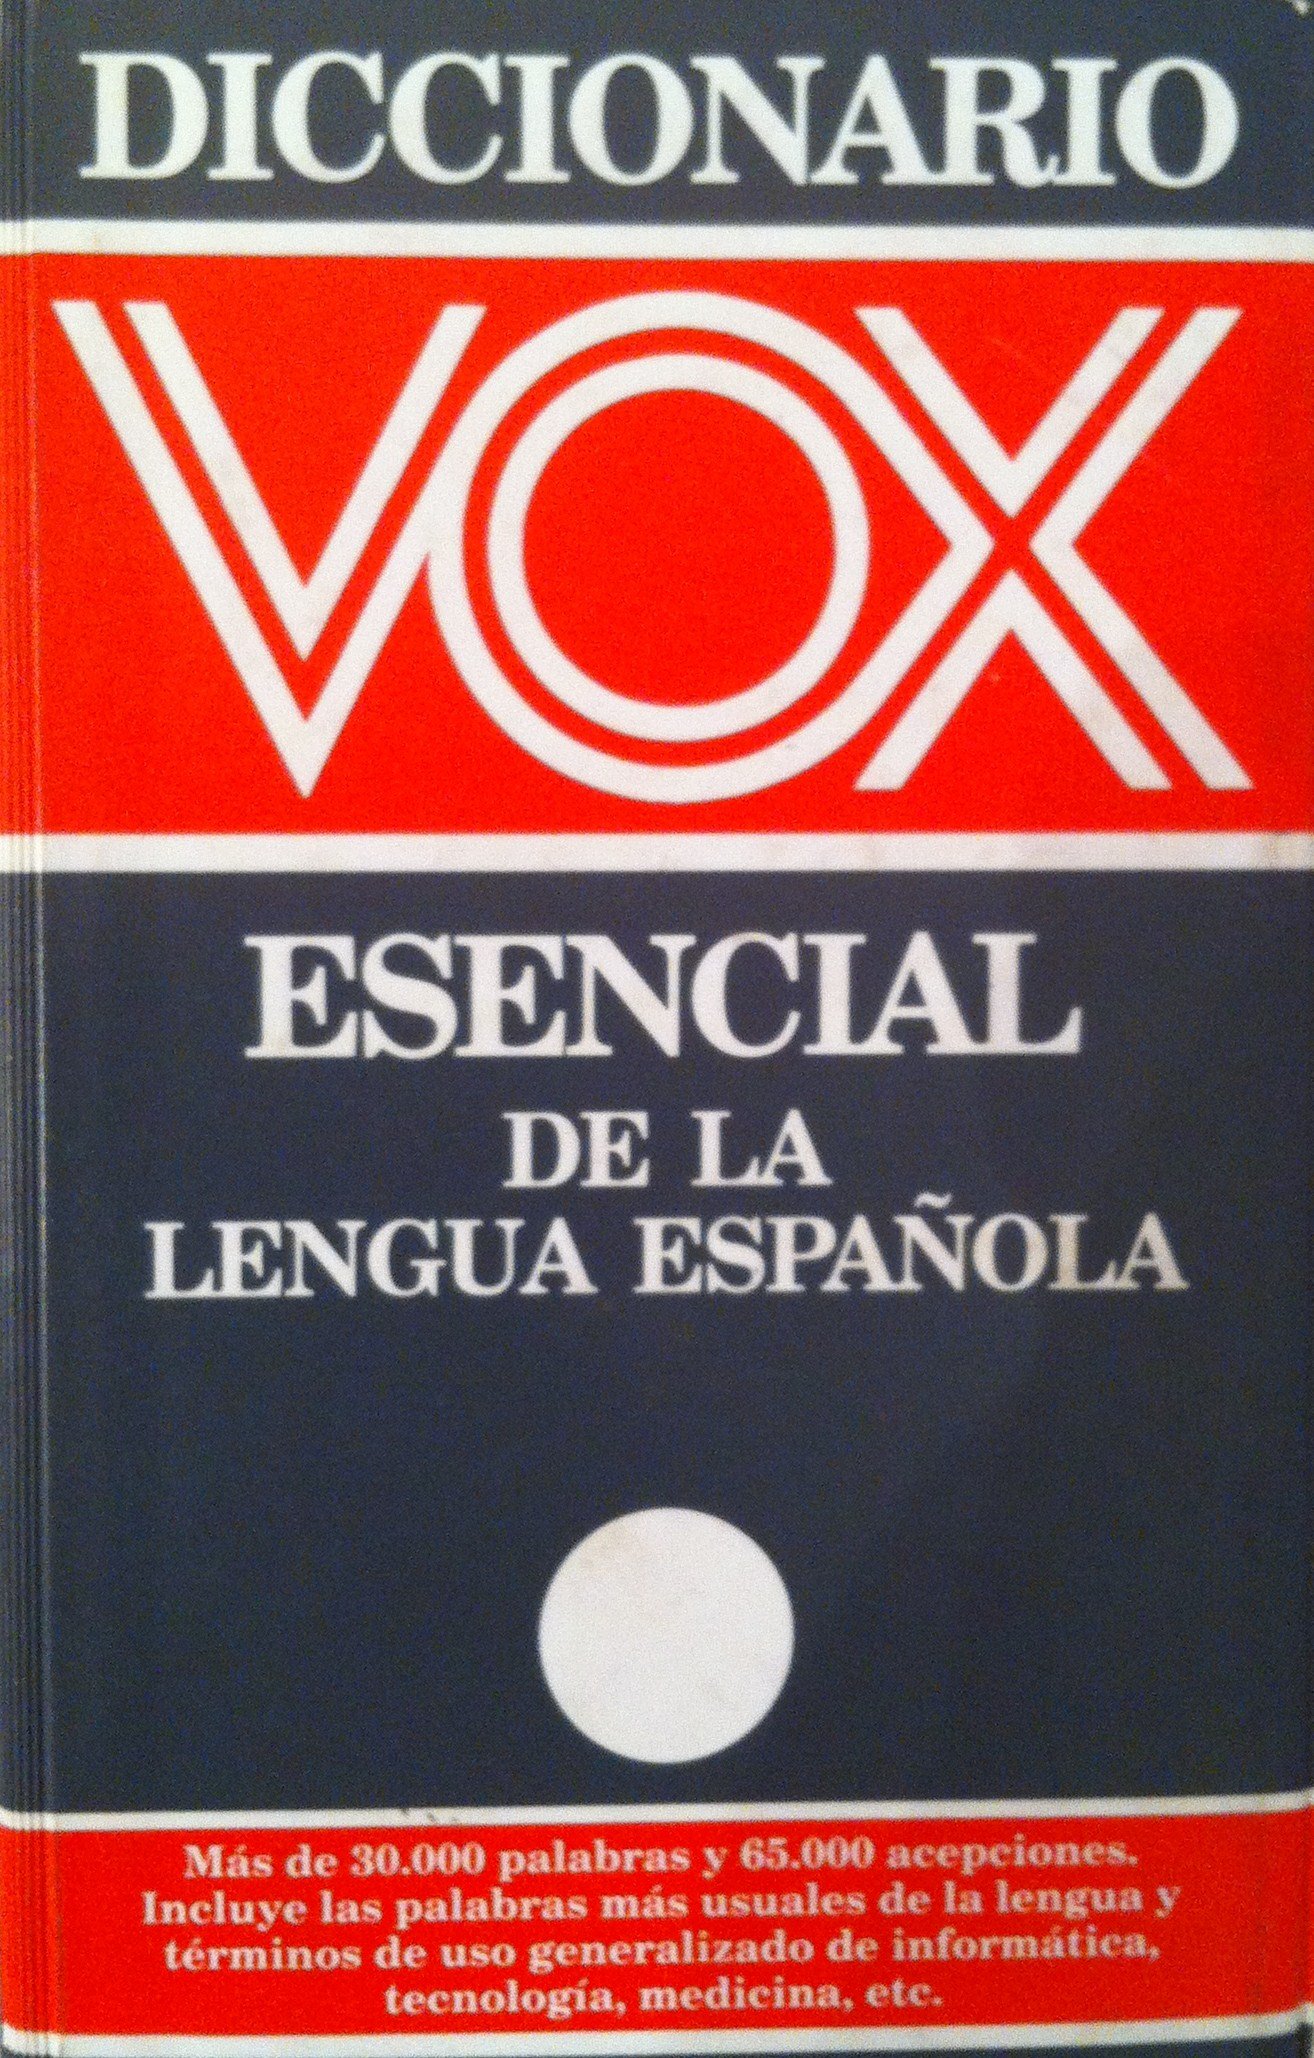 DICCIONARIO
VOX
ESENCIAL
DE LA
LENGUA ESPAÑOLA
Más de 30.000 palabras y 65.000 acepciones.
Incluye las palabras más usuales de la lengua y
términos de uso generalizado de informática,
tecnología, medicina, etc.